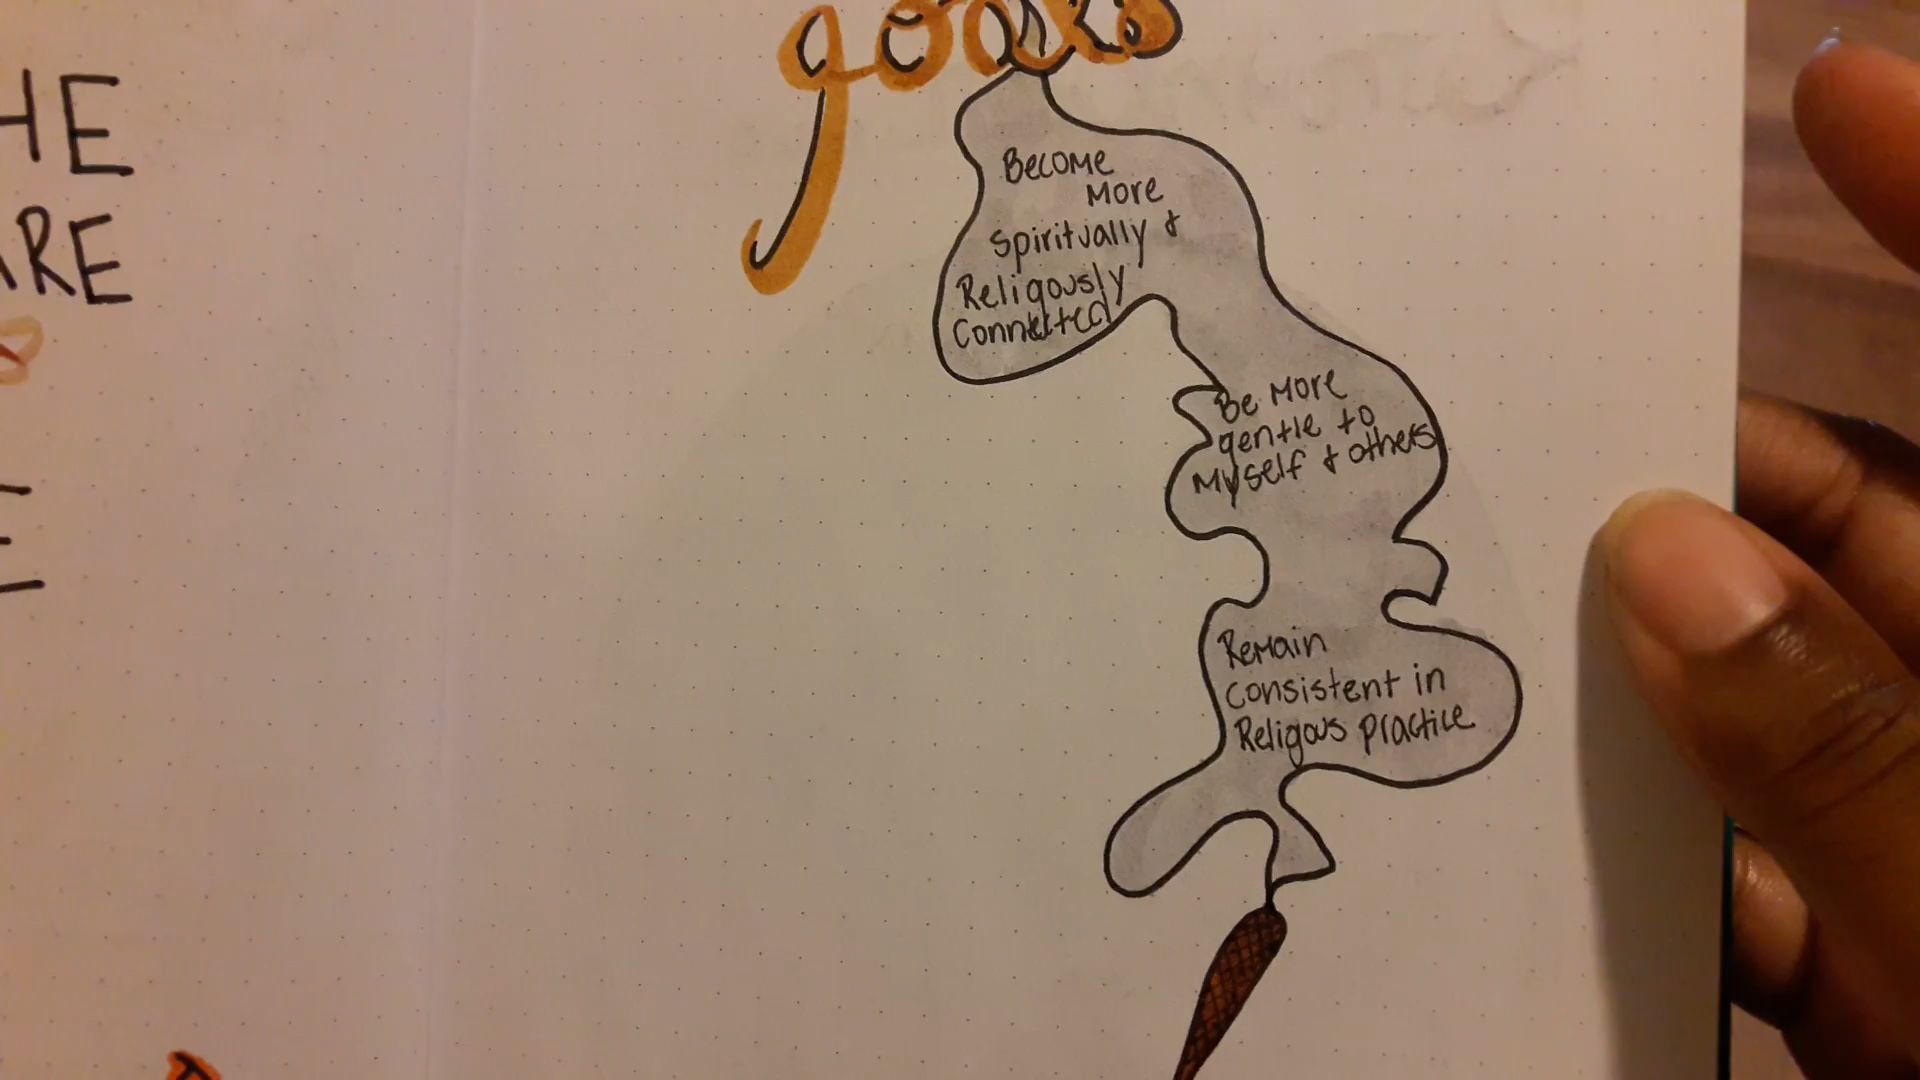 goals
HE
ARE
E
Become
More
Spiritually &
Religously
Connected
Be More
gentle to
Myself & others
Remain
consistent in
Religous practice